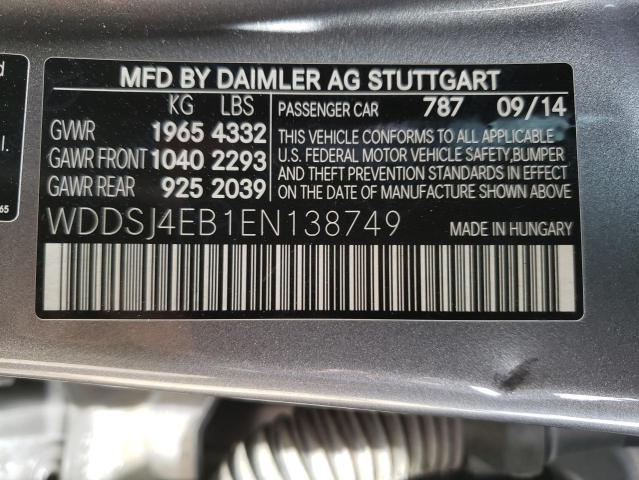 d
l.
65
MFD BY DAIMLER AG STUTTGART
KG LBS
GVWR 1965 4332
GAWR FRONT 1040 2293
GAWR REAR 925 2039
PASSENGER CAR 787 09/14
THIS VEHICLE CONFORMS TO ALL APPLICABLE
U.S. FEDERAL MOTOR VEHICLE SAFETY,BUMPER
AND THEFT PREVENTION STANDARDS IN EFFECT
ON THE DATE OF MANUFACTURE SHOWN ABOVE.
WDDSJ4EB1EN138749 MADE IN HUNGARY